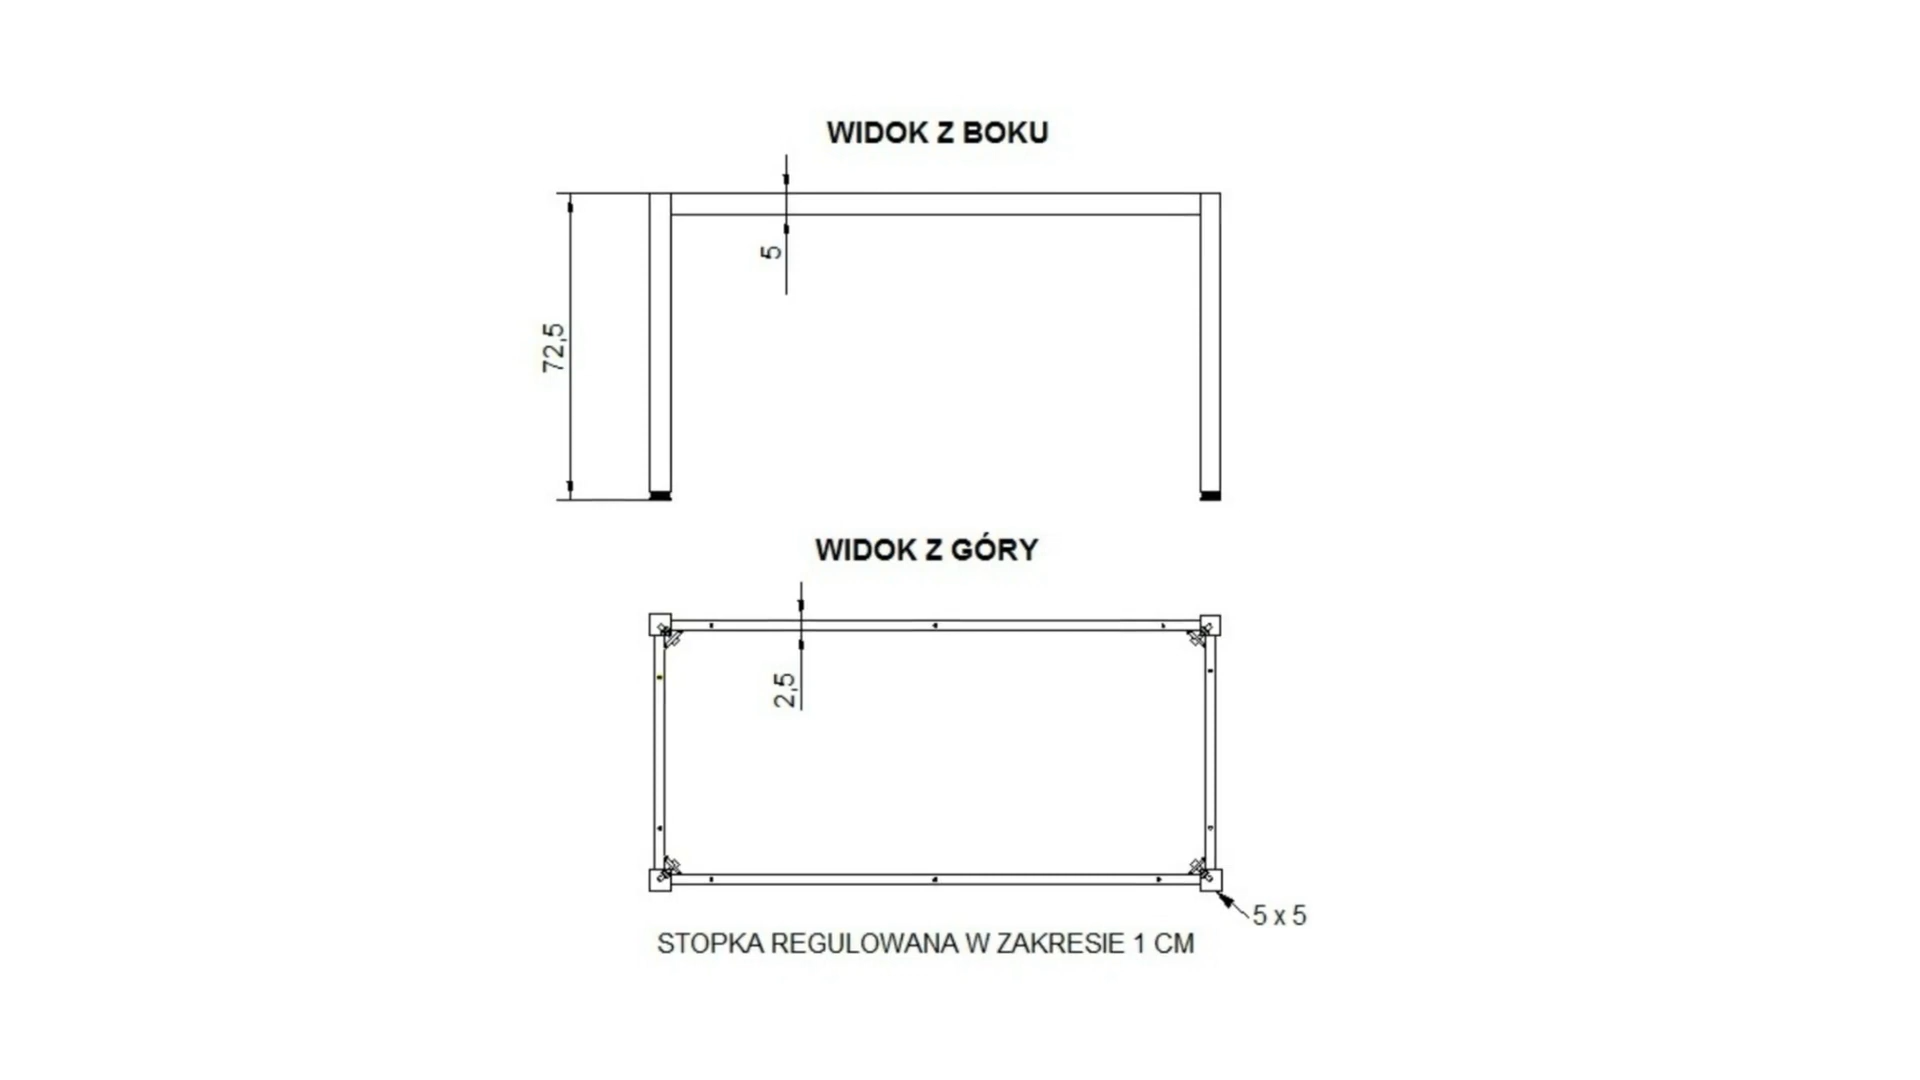 WIDOK Z BOKU
5
72,5
WIDOK Z GÓRY
2,5
5 x 5
STOPKA REGULOWANA W ZAKRESIE 1 CM